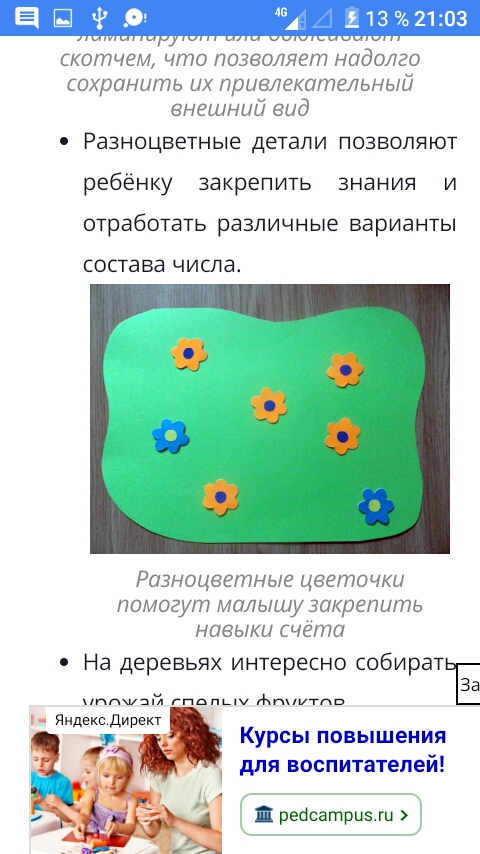 4G 13 % 21:03
ламинируют или обклеивают
скотчем, что позволяет надолго
сохранить их привлекательный
внешний вид
• Разноцветные детали позволяют
ребёнку закрепить знания и
отработать различные варианты
состава числа.
Разноцветные цветочки
помогут малышу закрепить
навыки счёта
• На деревьях интересно собирать
урожай спелых фруктов
За
Яндекс.Директ
Курсы повышения
для воспитателей!
pedcampus.ru